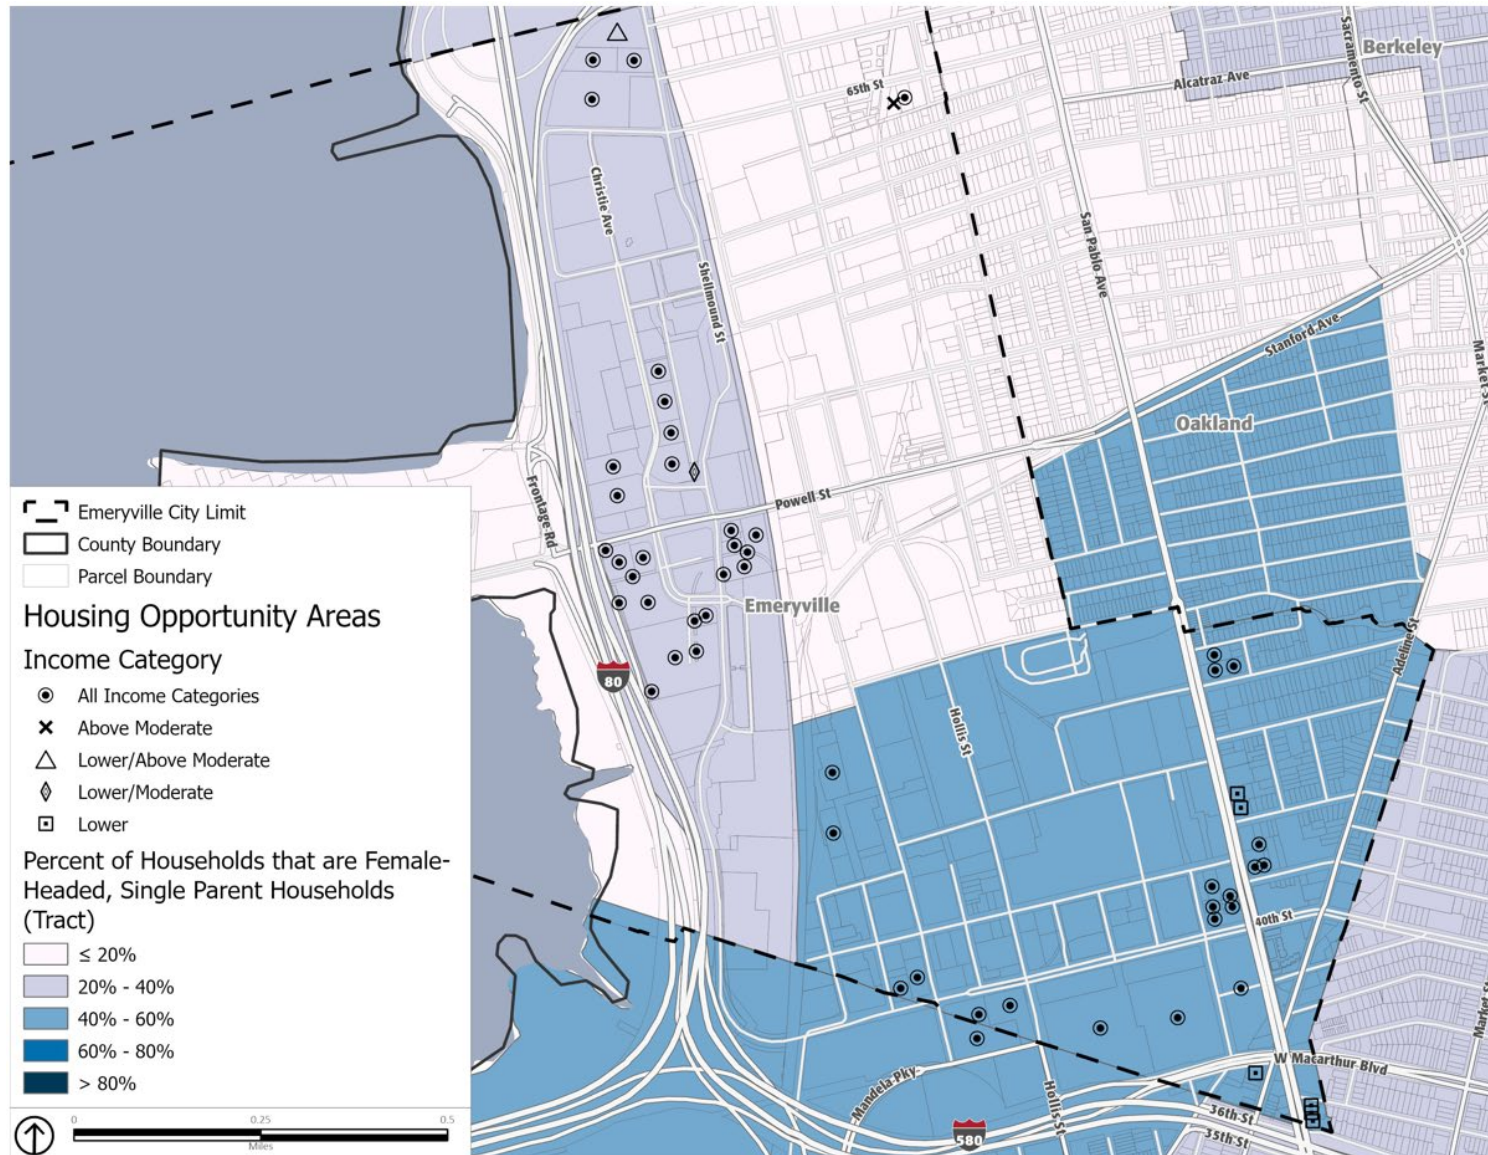 Berkeley
Sacramento St
Alcatraz Ave
65th St
Christie Ave
San Pablo Ave
Shellmound St
Stanford Ave
Market St
Oakland
Powell St
Frontage Rd
Emeryville
Adeline St
80
Hollis St
40th St
Market St
W Macarthur Blvd
Mandela Pky
Hollis St
36th St
35th St
580
Emeryville City Limit
County Boundary
Parcel Boundary
Housing Opportunity Areas
Income Category
All Income Categories
Above Moderate
Lower/Above Moderate
Lower/Moderate
Lower
Percent of Households that are Female-
Headed, Single Parent Households
(Tract)
≤ 20%
20% - 40%
40% - 60%
60% - 80%
> 80%
0 0.25 0.5
Miles